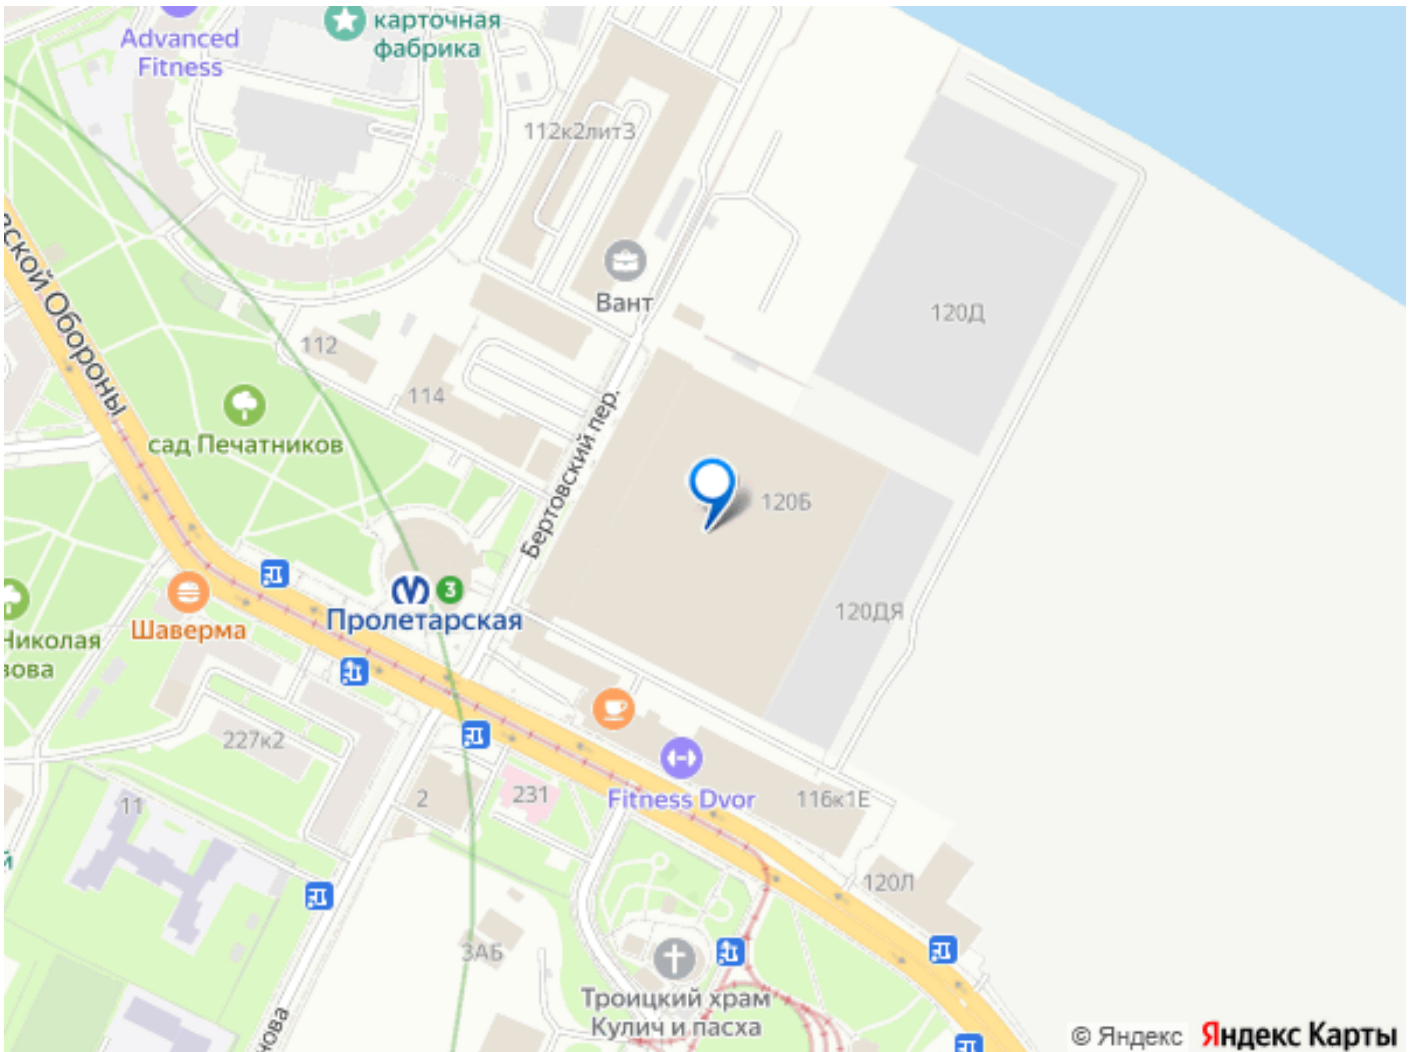 карточная
фабрика
Advanced
Fitness
112к2лит3
Вант
120Д
112
114
ской Обороны
сад Печатников
Бертовский пер.
120Б
3
Пролетарская
120ДЯ
Шаверма
Николая
227к2
Fitness Dvor
116к1Е
231
2
11
120Л
3АБ
Троицкий храм
Кулич и пасха
© Яндекс Яндекс Карты